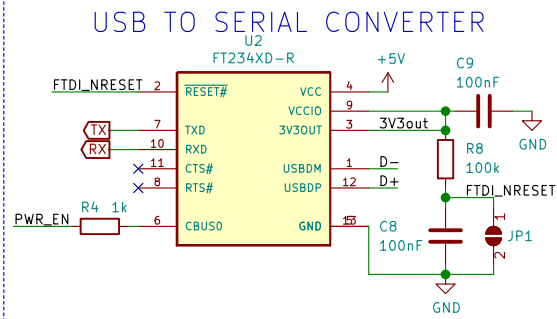 USB TO SERIAL CONVERTER
U2
FT234XD-R
+5V
C9
100nF
FTDI_NRESET
2
RESET#
VCC
4
VCCIO
9
GND
TX
7
TXD
3V3OUT
3
3V3out
RX
10
RXD
R8
100k
11
CTS#
USBDM
1
D-
8
RTS#
USBDP
12
D+
FTDI_NRESET
R4 1k
PWR_EN
6
CBUS0
GND
C8
100nF
1
JP1
2
GND